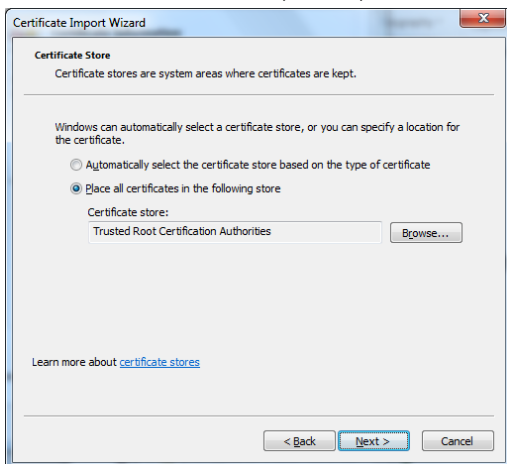 Certificate Import Wizard
Certificate Store
Certificate stores are system areas where certificates are kept.
Windows can automatically select a certificate store, or you can specify a location for
the certificate.
Automatically select the certificate store based on the type of certificate
Place all certificates in the following store
Certificate store:
Trusted Root Certification Authorities
Browse...
Learn more about certificate stores
< Back
Next >
Cancel